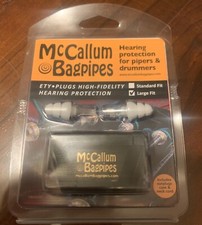 McCallum
Bagpipes
Hearing
protection
for pipers &
drummers
ETY•PLUGS HIGH-FIDELITY
HEARING PROTECTION
Standard Fit
Large Fit
McCallum
Bagpipes